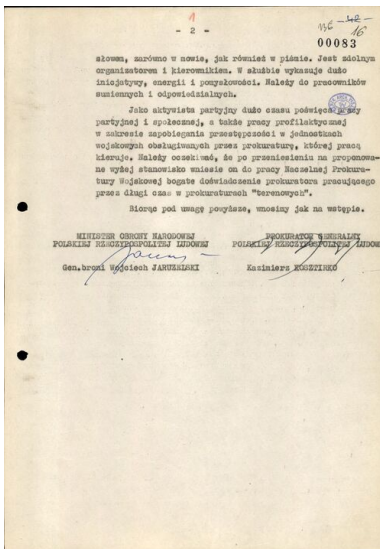 1
- 2 -
16
00083
słowem, zarówno w mowie, jak również w piśmie. Jest zdolnym
organizatorem i kierownikiem. W służbie wykazuje dużo
inicjatywy, energii i pomysłowości. Należy do pracowników
sumiennych i odpowiedzialnych.
Jako aktywista partyjny dużo czasu poświęca pracy
partyjnej i społecznej, a także pracy profilaktycznej
w zakresie zapobiegania przestępczości w jednostkach
wojskowych obsługiwanych przez prokuraturę, której pracą
kieruje. Należy oczekiwać, że po przeniesieniu na proponowa-
ne wyżej stanowisko wniesie on do pracy Naczelnej Prokura-
tury Wojskowej bogate doświadczenie prokuratora pracującego
przez długi czas w prokuraturach "terenowych".
Biorąc pod uwagę powyższe, wnosimy jak na wstępie.
MINISTER OBRONY NARODOWEJ
POLSKIEJ RZECZYPOSPOLITEJ LUDOWEJ
Gen.broni Wojciech JARUZELSKI
PROKURATOR GENERALNY
POLSKIEJ RZECZYPOSPOLITEJ LUDOWEJ
Kazimierz KOSZTIRKO